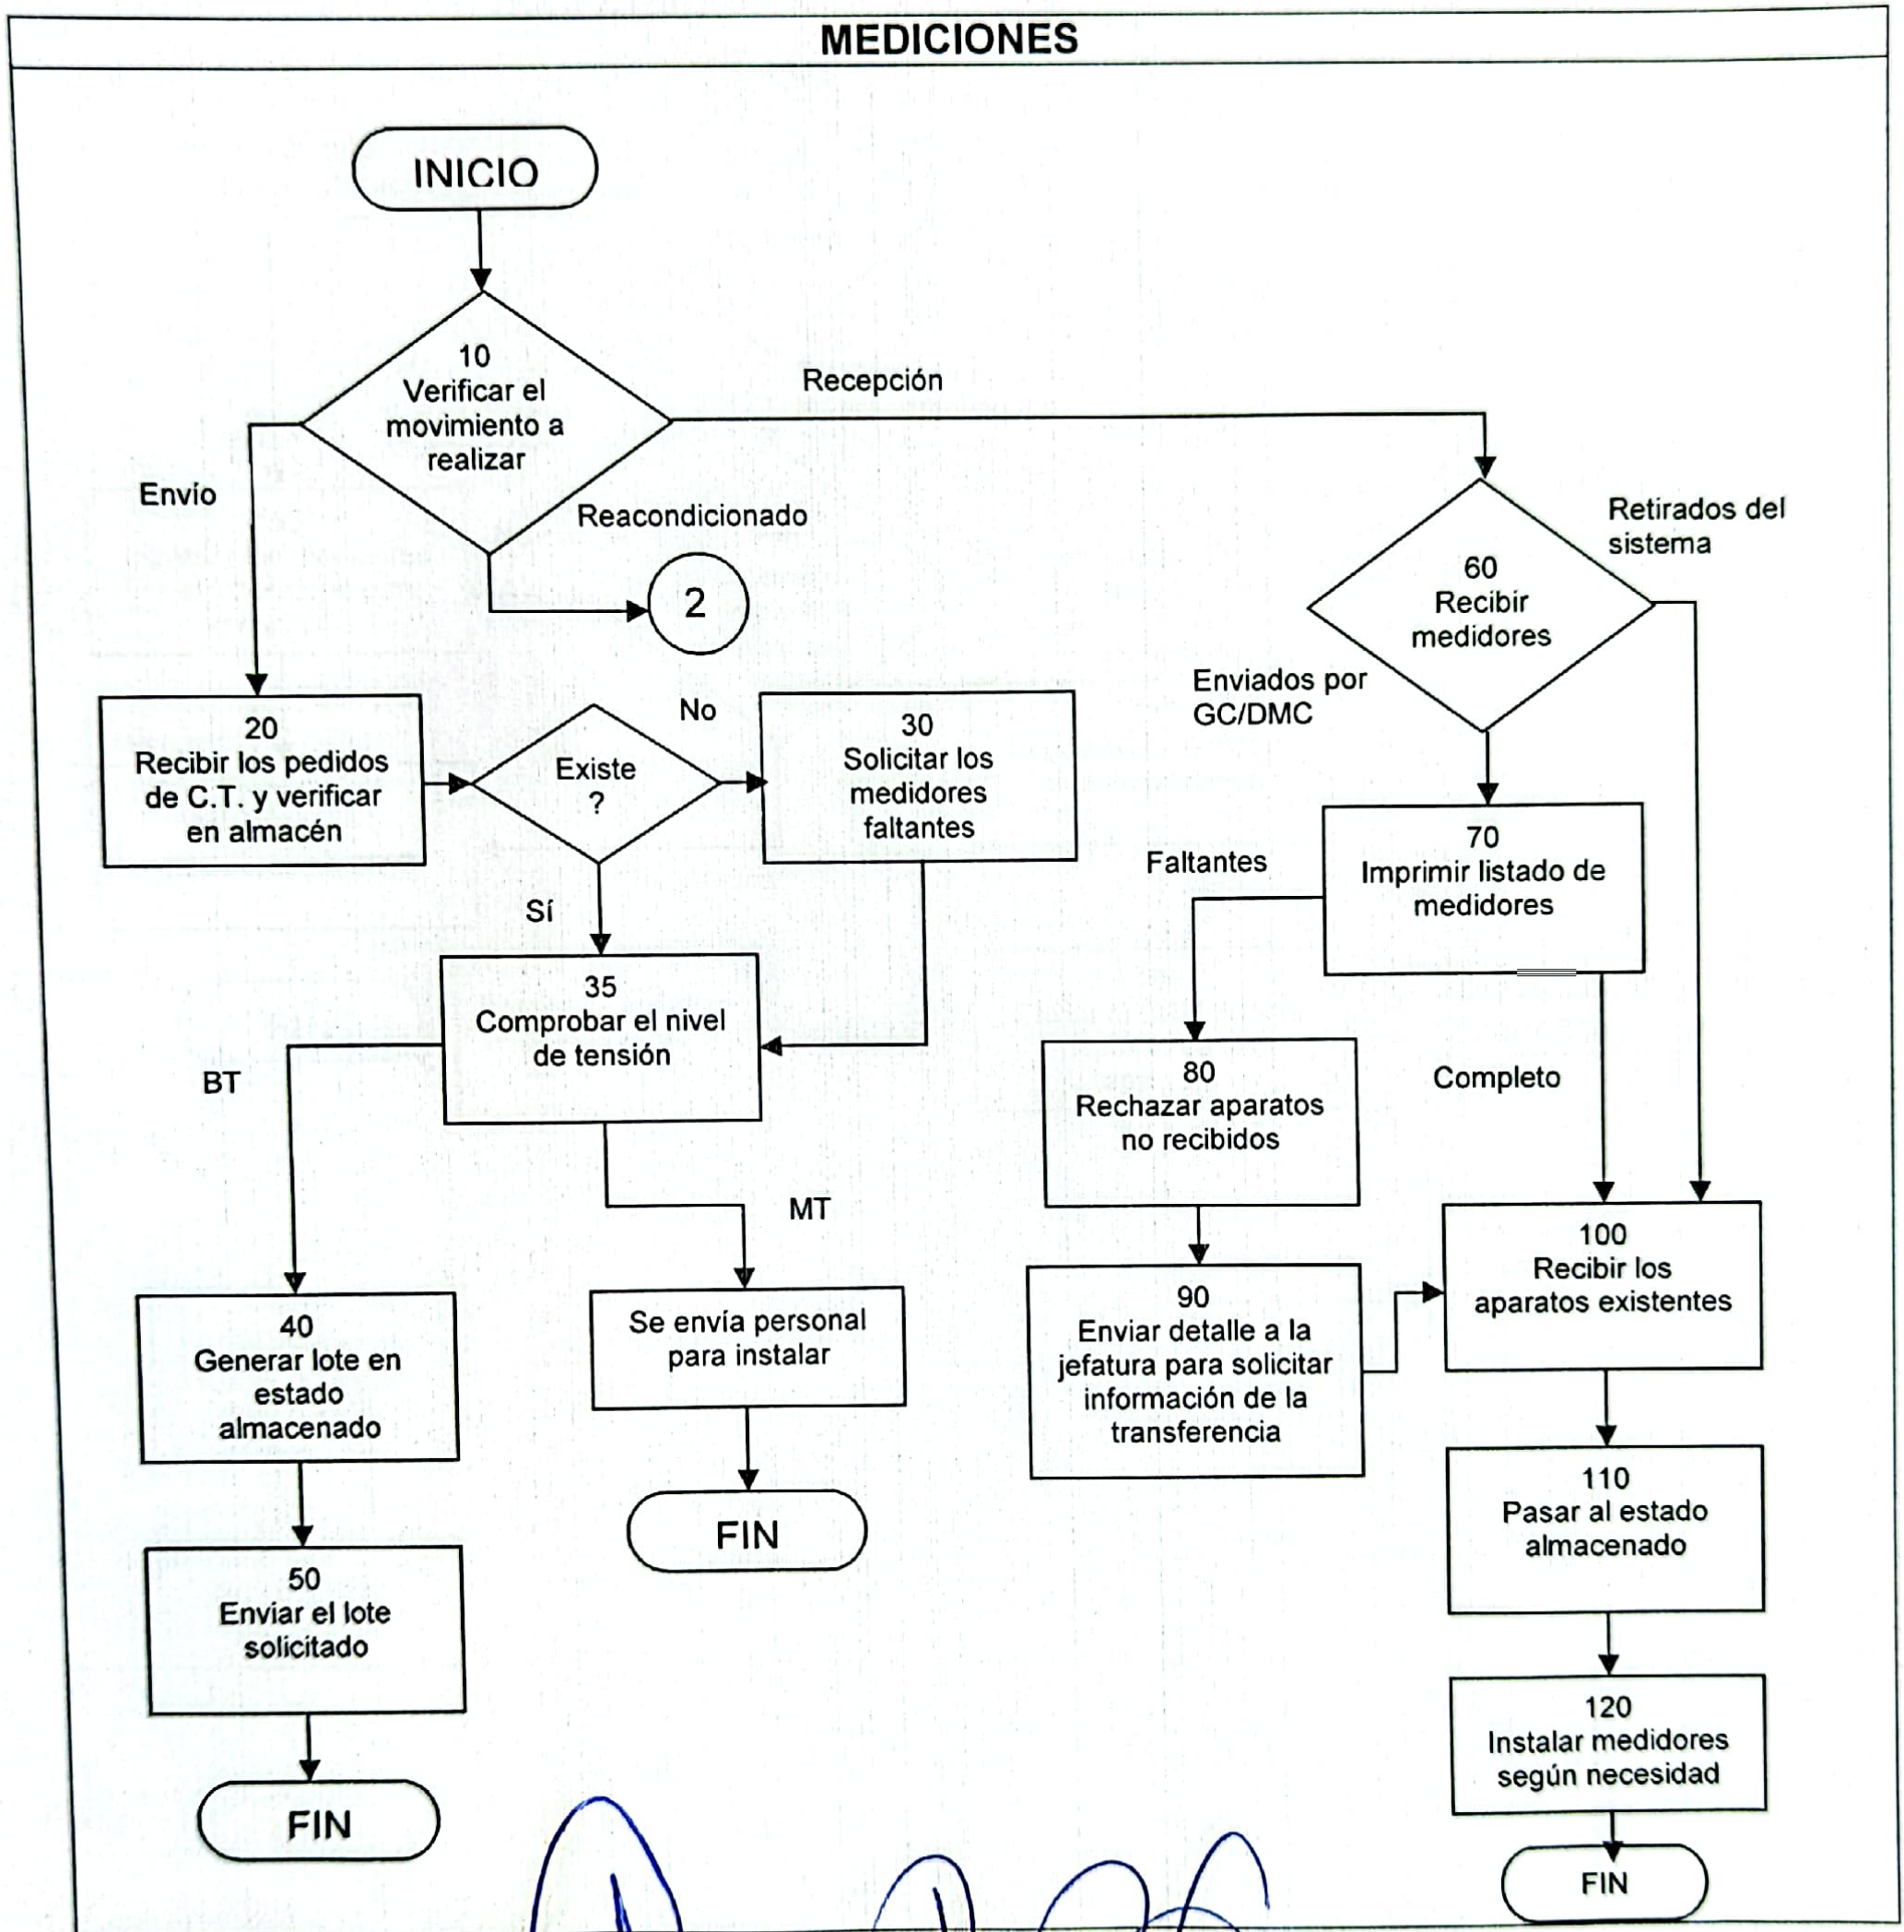 MEDICIONES
INICIO
10
Verificar el
movimiento a
realizar
Recepción
Envío
Reacondicionado
2
Retirados del
sistema
60
Recibir
medidores
Enviados por
GC/DMC
20
Recibir los pedidos
de C.T. y verificar
en almacén
Existe
?
No
30
Solicitar los
medidores
faltantes
Sí
70
Imprimir listado de
medidores
Faltantes
35
Comprobar el nivel
de tensión
BT
MT
80
Rechazar aparatos
no recibidos
Completo
90
Enviar detalle a la
jefatura para solicitar
información de la
transferencia
100
Recibir los
aparatos existentes
40
Generar lote en
estado
almacenado
Se envía personal
para instalar
FIN
110
Pasar al estado
almacenado
50
Enviar el lote
solicitado
FIN
120
Instalar medidores
según necesidad
FIN